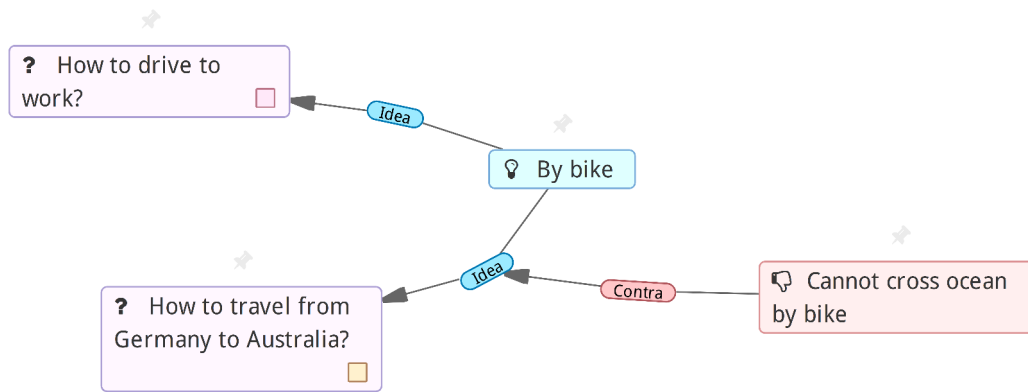 ? How to drive to
work?
Idea
By bike
Idea
Contra
Cannot cross ocean
by bike
? How to travel from
Germany to Australia?